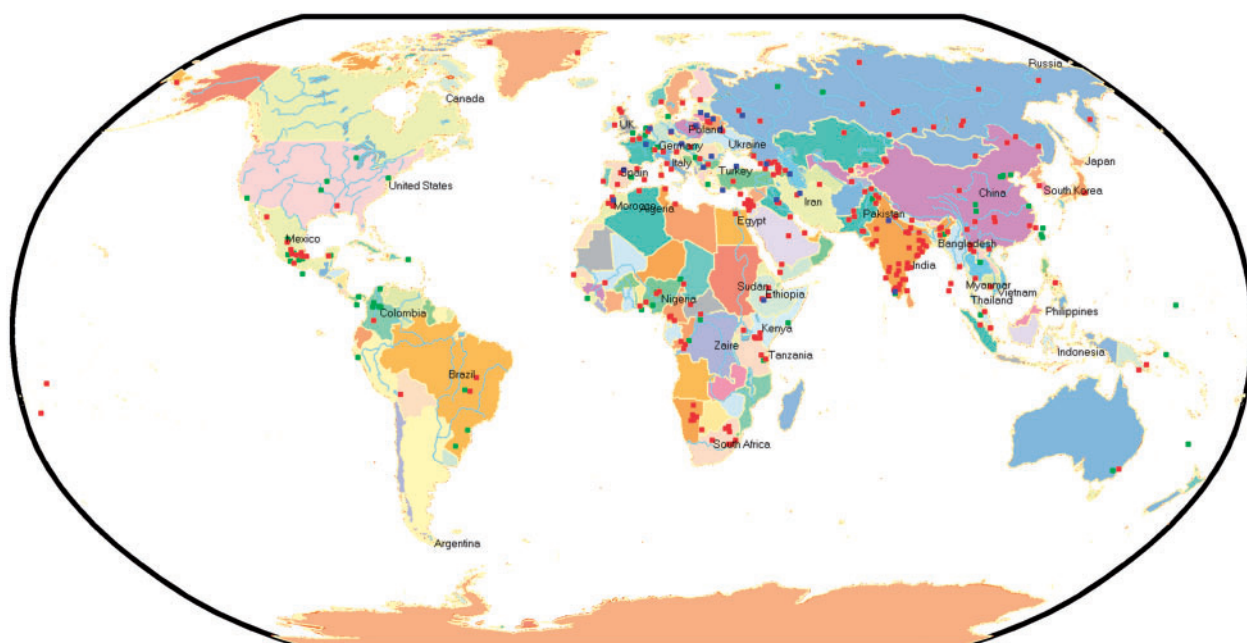 Russia
Canada
UK
Poland
Germany
Ukraine
Italy
Japan
Spain
Turkey
United States
China
South Korea
Iran
Morocco
Algeria
Pakistan
Egypt
Mexico
Bangladesh
India
Sudan
Ethiopia
Myanmar
Vietnam
Nigeria
Thailand
Colombia
Philippines
Kenya
Zaire
Indonesia
Tanzania
Brazil
South Africa
Argentina